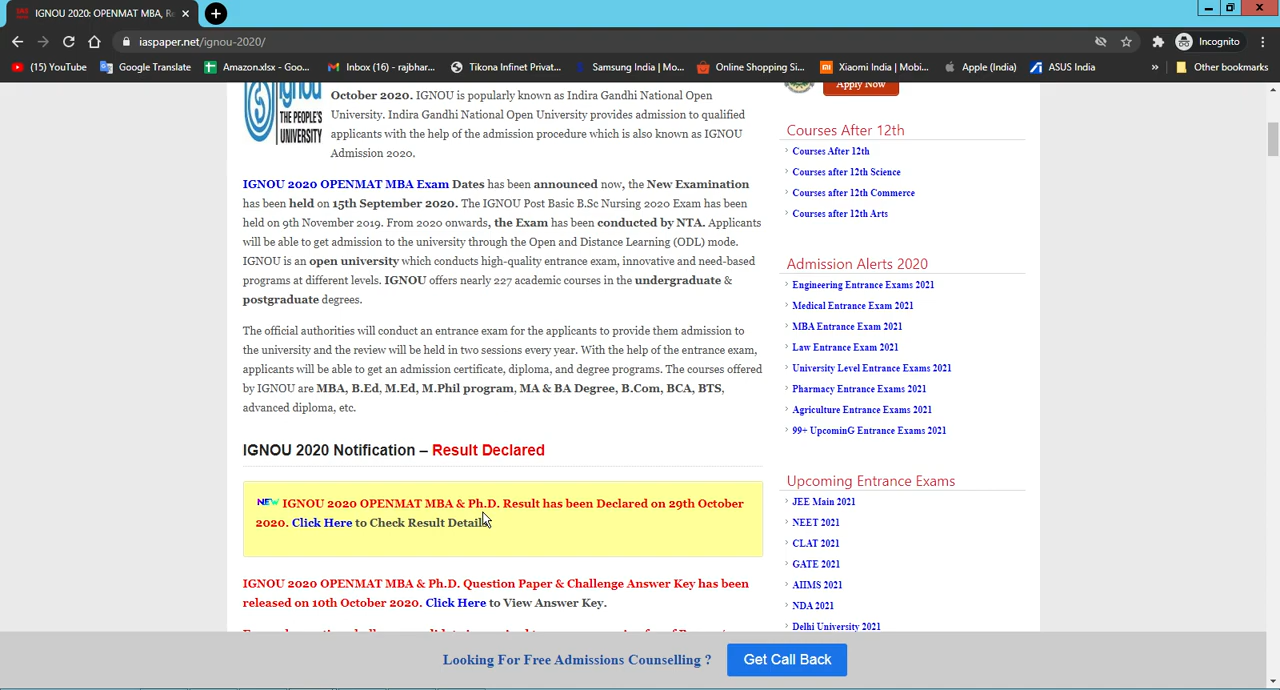 IGNOU 2020: OPENMAT MBA, Re
iaspaper.net/ignou-2020/
Incognito
(15) YouTube
Google Translate
Amazon.xlsx - Goo...
Inbox (16) - rajbhar...
Tikona Infinet Privat...
Samsung India | Mo...
Online Shopping Si...
Xiaomi India | Mobi...
Apple (India)
ASUS India
»
Other bookmarks
ignou
THE PEOPLE'S
UNIVERSITY
October 2020. IGNOU is popularly known as Indira Gandhi National Open
University. Indira Gandhi National Open University provides admission to qualified
applicants with the help of the admission procedure which is also known as IGNOU
Admission 2020.
IGNOU 2020 OPENMAT MBA Exam Dates has been announced now, the New Examination
has been held on 15th September 2020. The IGNOU Post Basic B.Sc Nursing 2020 Exam has been
held on 9th November 2019. From 2020 onwards, the Exam has been conducted by NTA. Applicants
will be able to get admission to the university through the Open and Distance Learning (ODL) mode.
IGNOU is an open university which conducts high-quality entrance exam, innovative and need-based
programs at different levels. IGNOU offers nearly 227 academic courses in the undergraduate &
postgraduate degrees.
The official authorities will conduct an entrance exam for the applicants to provide them admission to
the university and the review will be held in two sessions every year. With the help of the entrance exam,
applicants will be able to get an admission certificate, diploma, and degree programs. The courses offered
by IGNOU are MBA, B.Ed, M.Ed, M.Phil program, MA & BA Degree, B.Com, BCA, BTS,
advanced diploma, etc.
IGNOU 2020 Notification – Result Declared
NEW IGNOU 2020 OPENMAT MBA & Ph.D. Result has been Declared on 29th October
2020. Click Here to Check Result Details
IGNOU 2020 OPENMAT MBA & Ph.D. Question Paper & Challenge Answer Key has been
released on 10th October 2020. Click Here to View Answer Key.
Apply Now
Courses After 12th
Courses After 12th
Courses after 12th Science
Courses after 12th Commerce
Courses after 12th Arts
Admission Alerts 2020
Engineering Entrance Exams 2021
Medical Entrance Exam 2021
MBA Entrance Exam 2021
Law Entrance Exam 2021
University Level Entrance Exams 2021
Pharmacy Entrance Exams 2021
Agriculture Entrance Exams 2021
99+ UpcominG Entrance Exams 2021
Upcoming Entrance Exams
JEE Main 2021
NEET 2021
CLAT 2021
GATE 2021
AIIMS 2021
NDA 2021
Delhi University 2021
Looking For Free Admissions Counselling ?
Get Call Back